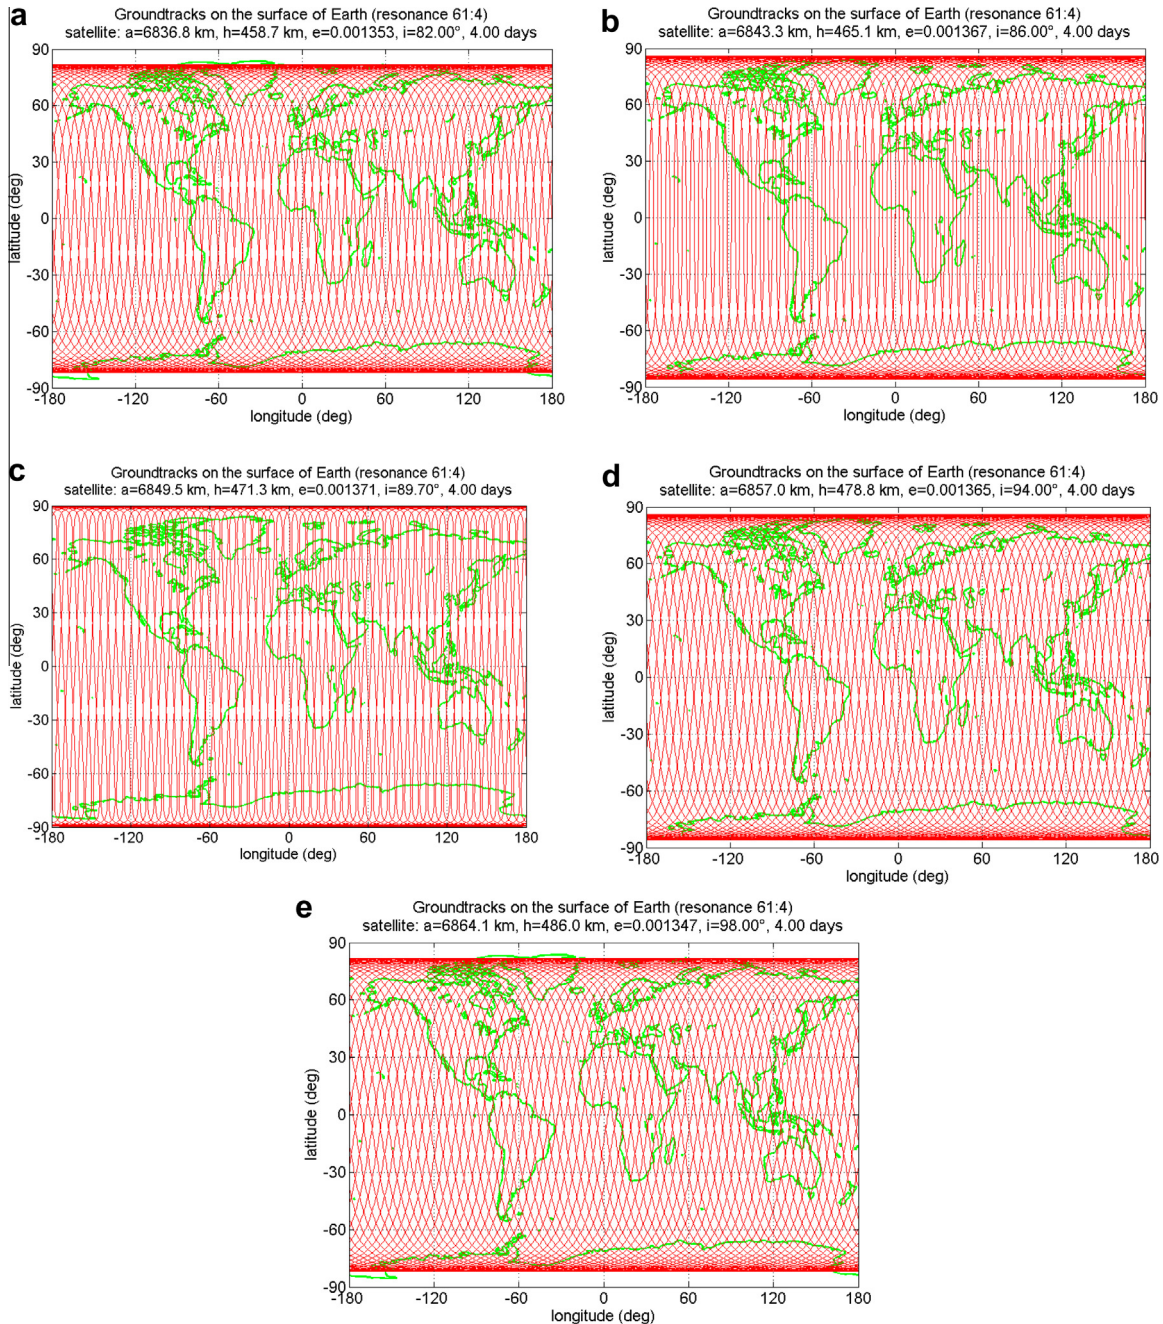 a
Groundtracks on the surface of Earth (resonance 61:4)
satellite: a=6836.8 km, h=458.7 km, e=0.001353, i=82.00°, 4.00 days
90
60
30
0
-30
-60
-90
latitude (deg)
-180 -120 -60 0 60 120 180
longitude (deg)
b
Groundtracks on the surface of Earth (resonance 61:4)
satellite: a=6843.3 km, h=465.1 km, e=0.001367, i=86.00°, 4.00 days
90
60
30
0
-30
-60
-90
latitude (deg)
-180 -120 -60 0 60 120 180
longitude (deg)
c
Groundtracks on the surface of Earth (resonance 61:4)
satellite: a=6849.5 km, h=471.3 km, e=0.001371, i=89.70°, 4.00 days
90
60
30
0
-30
-60
-90
latitude (deg)
-180 -120 -60 0 60 120 180
longitude (deg)
d
Groundtracks on the surface of Earth (resonance 61:4)
satellite: a=6857.0 km, h=478.8 km, e=0.001365, i=94.00°, 4.00 days
90
60
30
0
-30
-60
-90
latitude (deg)
-180 -120 -60 0 60 120 180
longitude (deg)
e
Groundtracks on the surface of Earth (resonance 61:4)
satellite: a=6864.1 km, h=486.0 km, e=0.001347, i=98.00°, 4.00 days
90
60
30
0
-30
-60
-90
latitude (deg)
-180 -120 -60 0 60 120 180
longitude (deg)